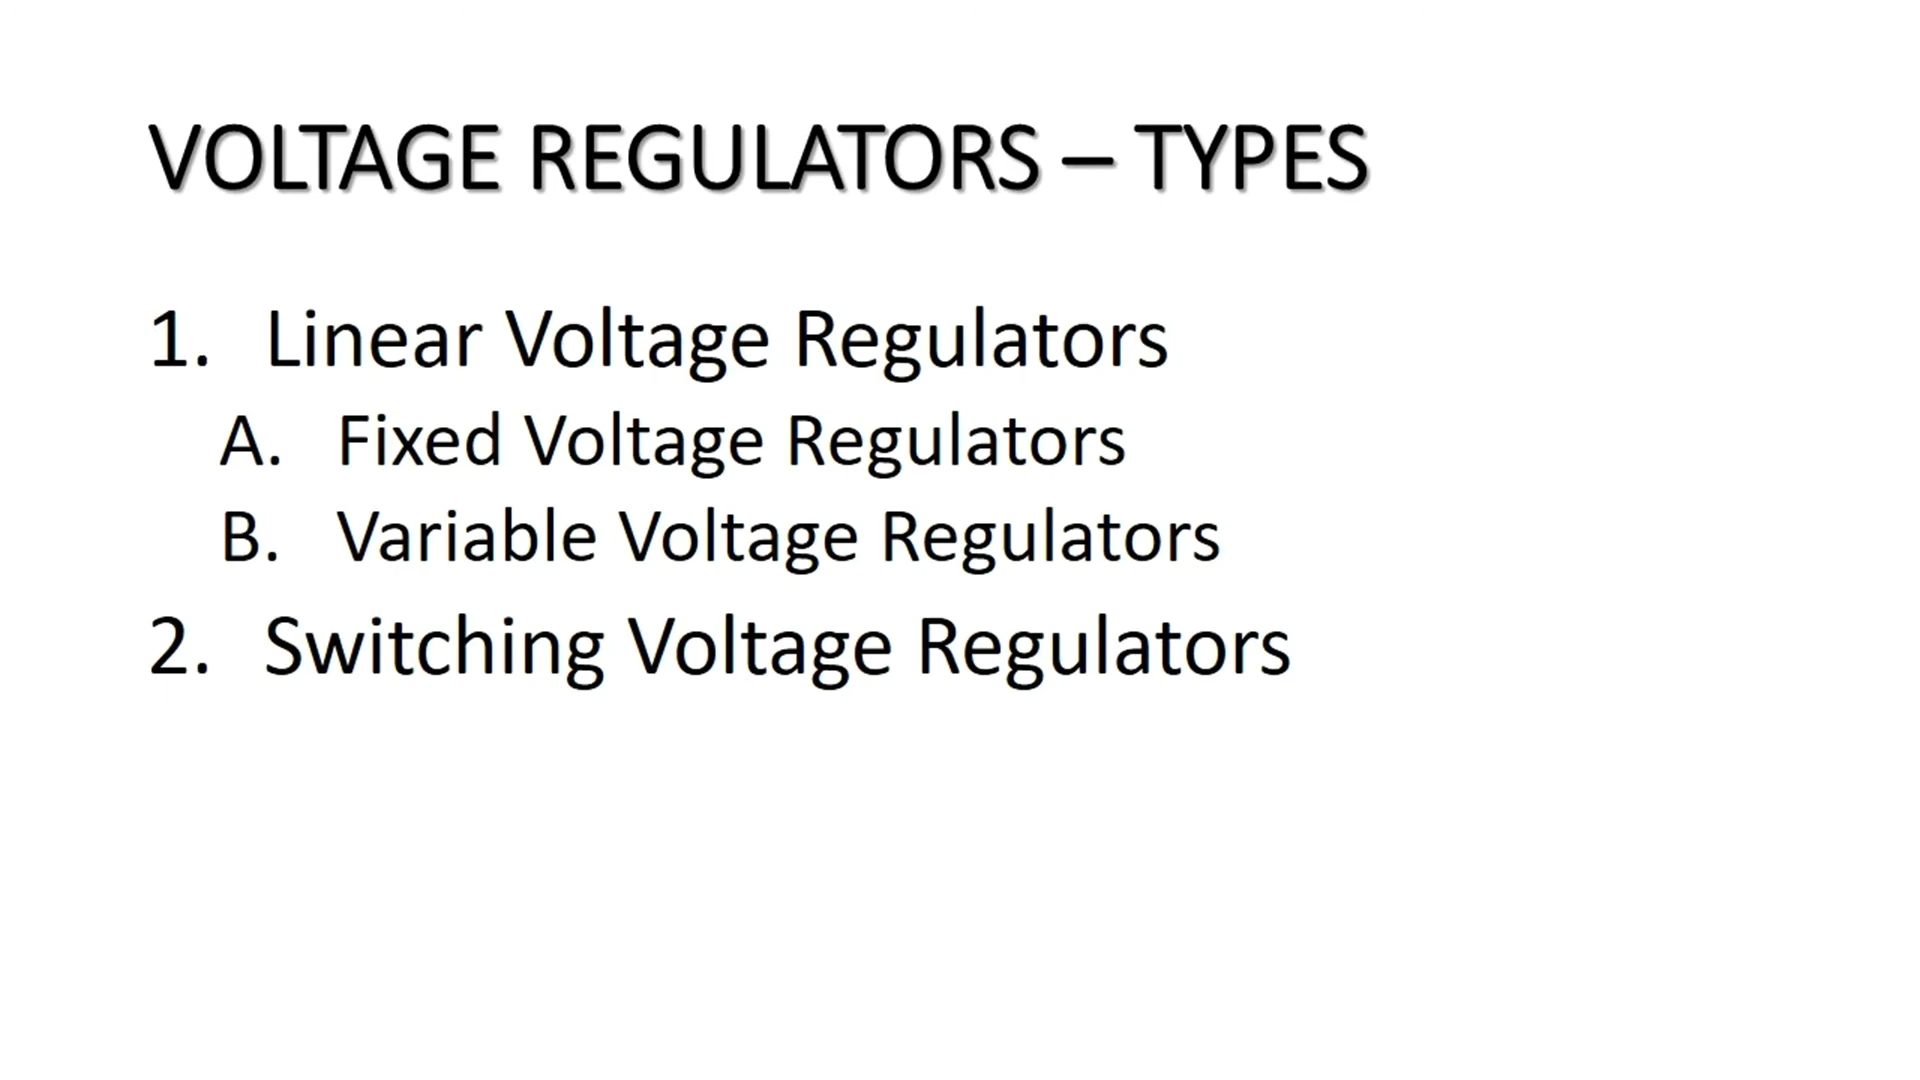 VOLTAGE REGULATORS – TYPES
1. Linear Voltage Regulators
A. Fixed Voltage Regulators
B. Variable Voltage Regulators
2. Switching Voltage Regulators